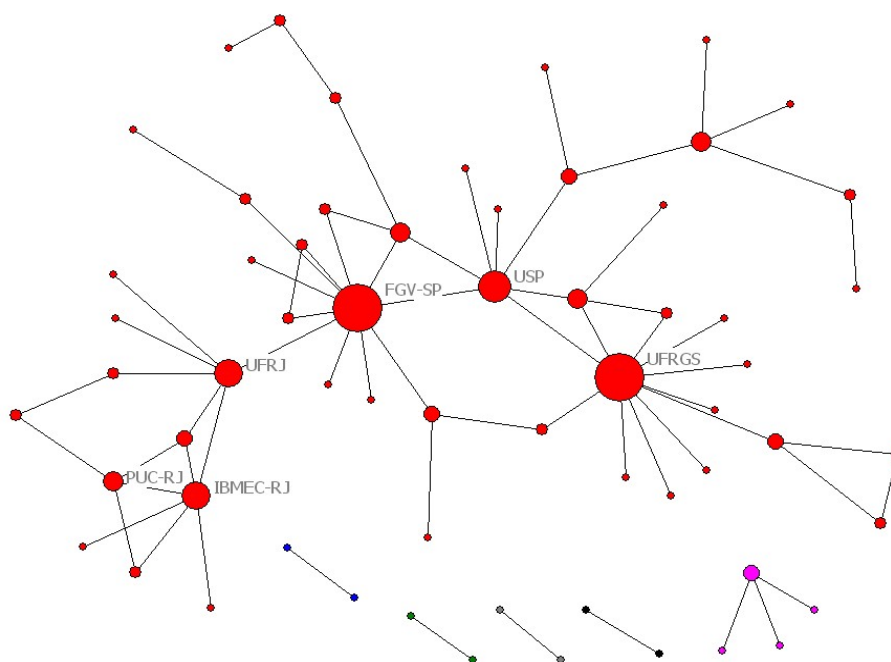 USP
FGV-SP
UFRGS
UFRJ
PUC-RJ
IBMEC-RJ